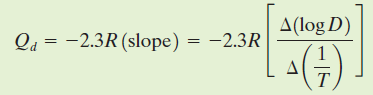 Q_d = −2.3R (slope) = −2.3R [Δ(log D) / Δ(1/T)]